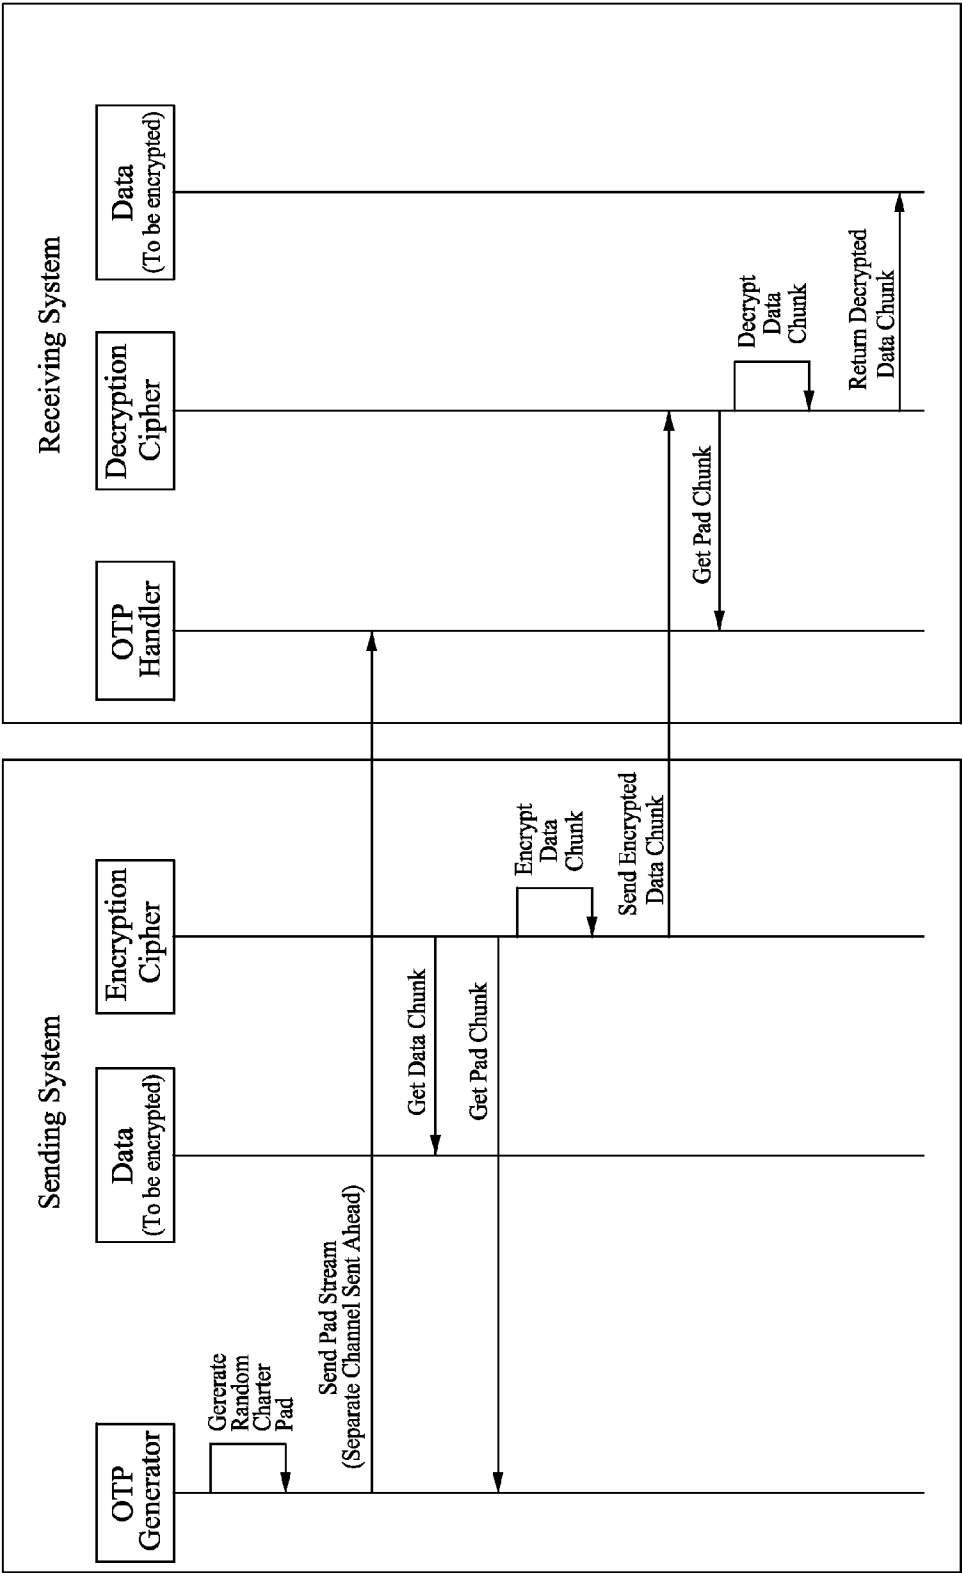 Sending System
Receiving System
OTP
Generator
Data
(To be encrypted)
Encryption
Cipher
OTP
Handler
Decryption
Cipher
Data
(To be encrypted)
Gererate
Random
Charter
Pad
Send Pad Stream
(Separate Channel Sent Ahead)
Get Data Chunk
Get Pad Chunk
Encrypt
Data
Chunk
Send Encrypted
Data Chunk
Get Pad Chunk
Decrypt
Data
Chunk
Return Decrypted
Data Chunk